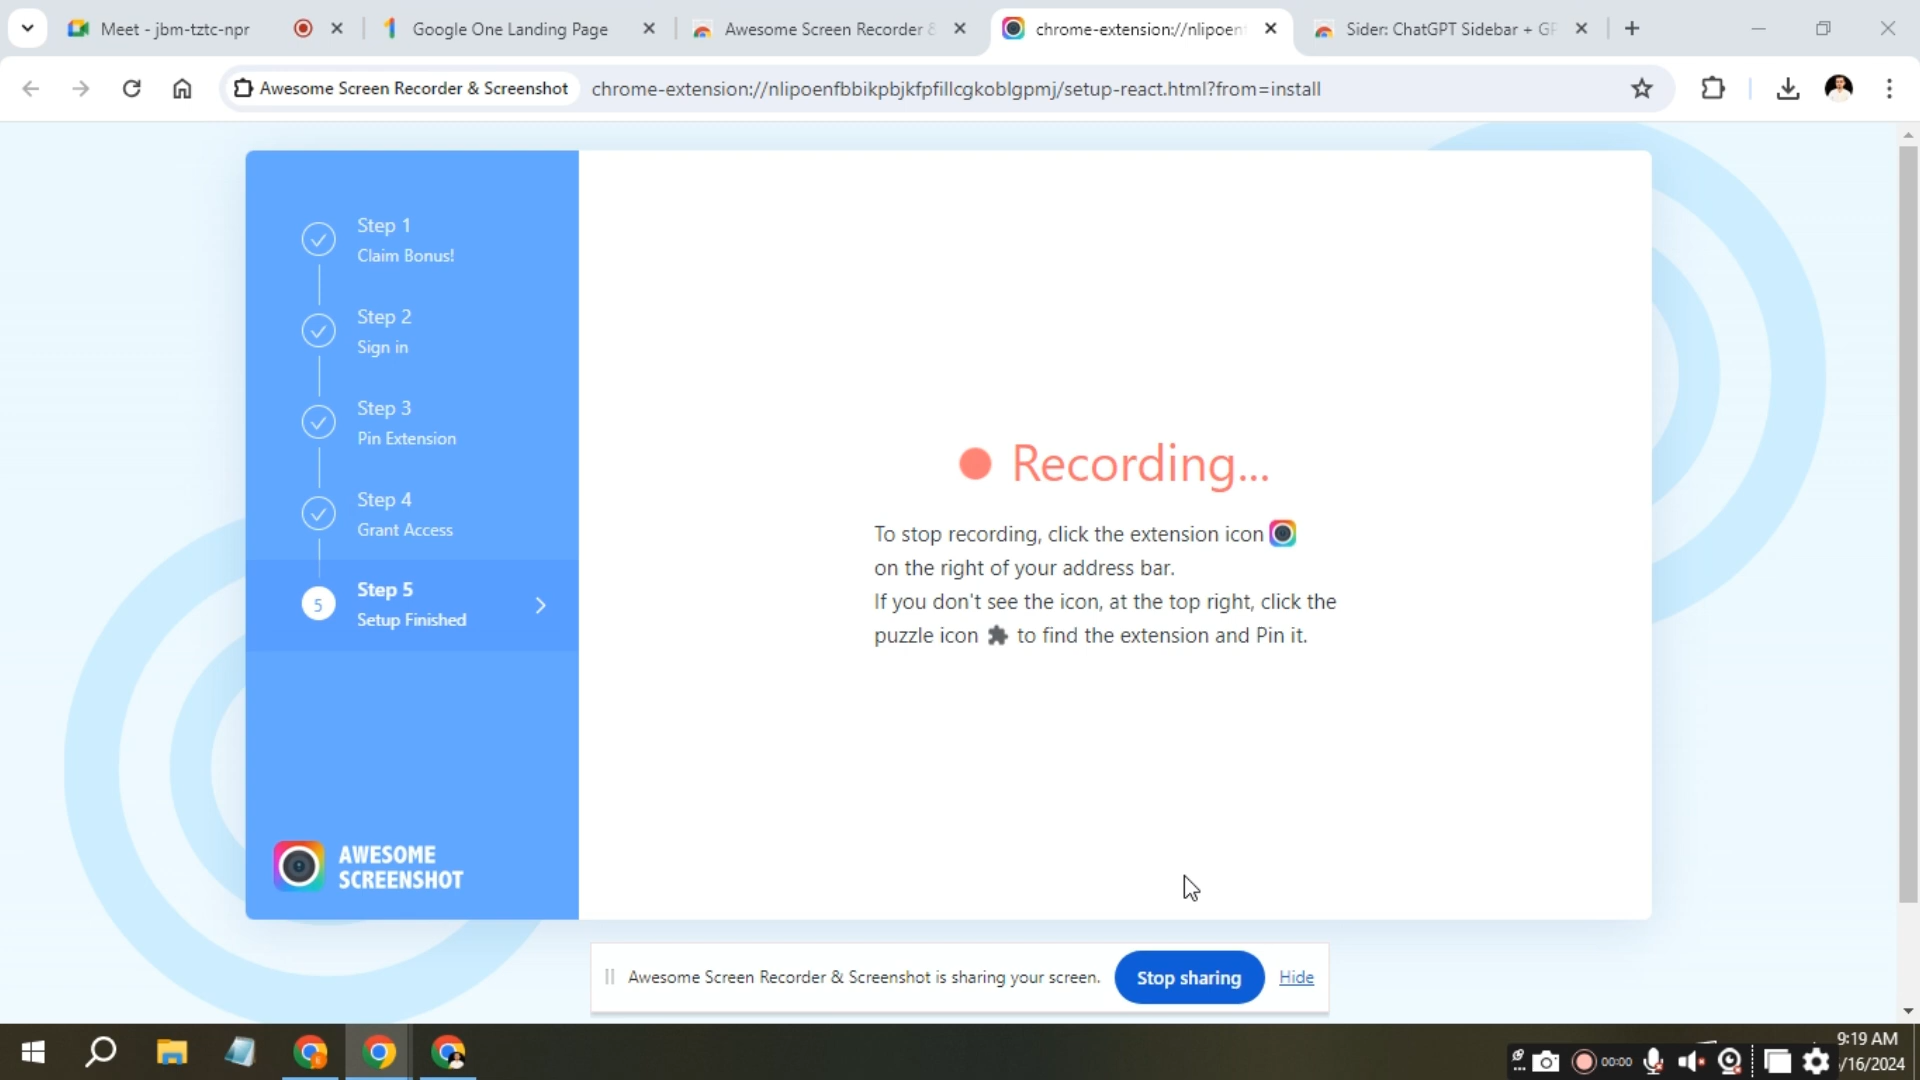 Meet - jbm-tztc-npr
Google One Landing Page
Awesome Screen Recorder &
chrome-extension://nlipoen
Sider: ChatGPT Sidebar + GP
Awesome Screen Recorder & Screenshot
chrome-extension://nlipoenfbbikpbjkfpfillcgkoblgpmj/setup-react.html?from=install
Step 1
Claim Bonus!
Step 2
Sign in
Step 3
Pin Extension
Step 4
Grant Access
5
Step 5
Setup Finished
AWESOME
SCREENSHOT
Recording...
To stop recording, click the extension icon
on the right of your address bar.
If you don't see the icon, at the top right, click the
puzzle icon to find the extension and Pin it.
Awesome Screen Recorder & Screenshot is sharing your screen.
Stop sharing
Hide
00:00
9:19 AM
/16/2024